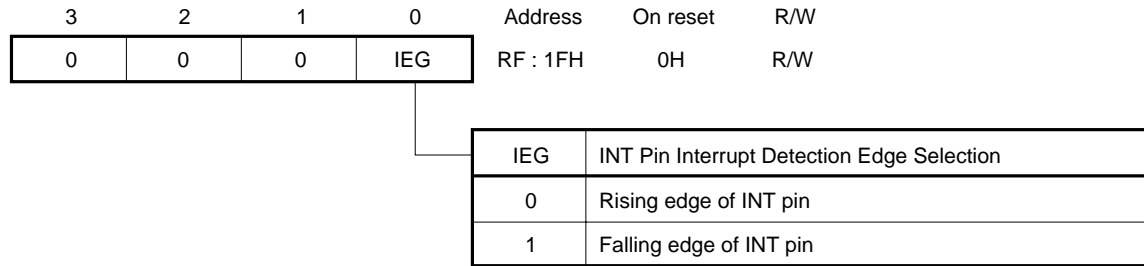 3 2 1 0 Address On reset R/W
0 0 0 IEG RF : 1FH 0H R/W
IEG INT Pin Interrupt Detection Edge Selection
0 Rising edge of INT pin
1 Falling edge of INT pin